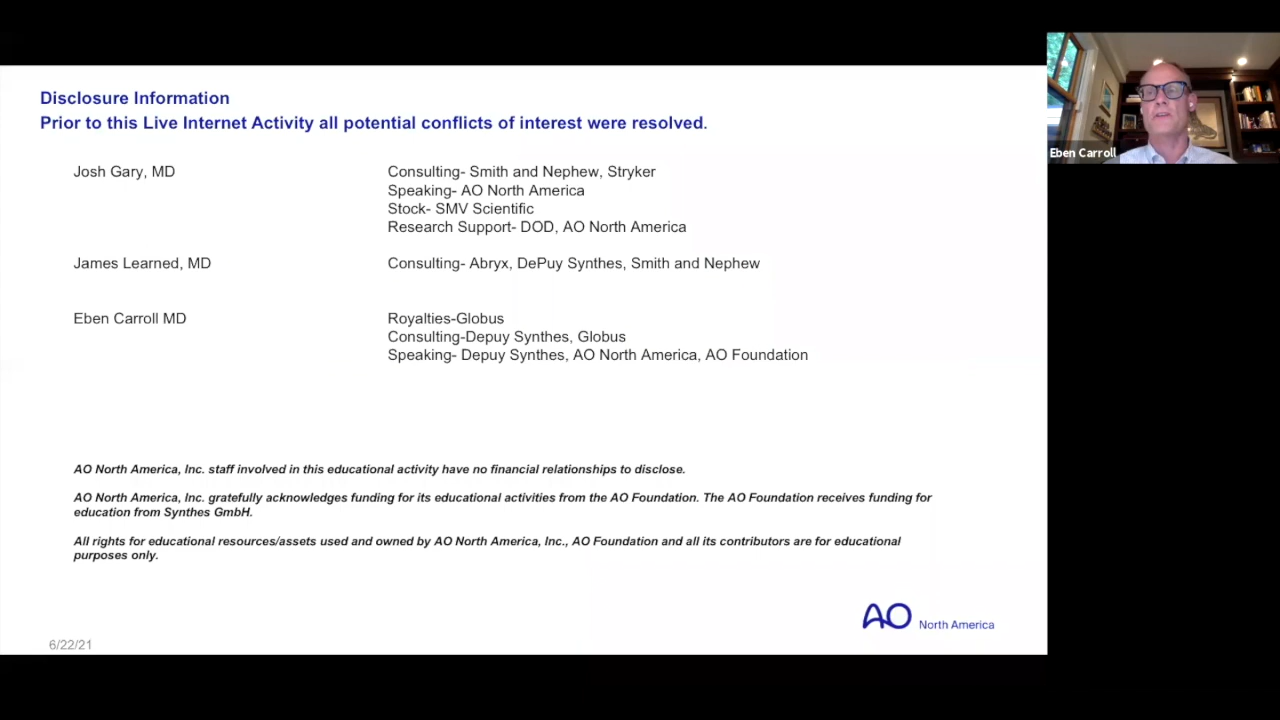 Disclosure Information
Prior to this Live Internet Activity all potential conflicts of interest were resolved.
Josh Gary, MD
Consulting- Smith and Nephew, Stryker
Speaking- AO North America
Stock- SMV Scientific
Research Support- DOD, AO North America
James Learned, MD
Consulting- Abryx, DePuy Synthes, Smith and Nephew
Eben Carroll MD
Royalties-Globus
Consulting-Depuy Synthes, Globus
Speaking- Depuy Synthes, AO North America, AO Foundation
AO North America, Inc. staff involved in this educational activity have no financial relationships to disclose.
AO North America, Inc. gratefully acknowledges funding for its educational activities from the AO Foundation. The AO Foundation receives funding for
education from Synthes GmbH.
All rights for educational resources/assets used and owned by AO North America, Inc., AO Foundation and all its contributors are for educational
purposes only.
AO North America
6/22/21
Eben Carroll